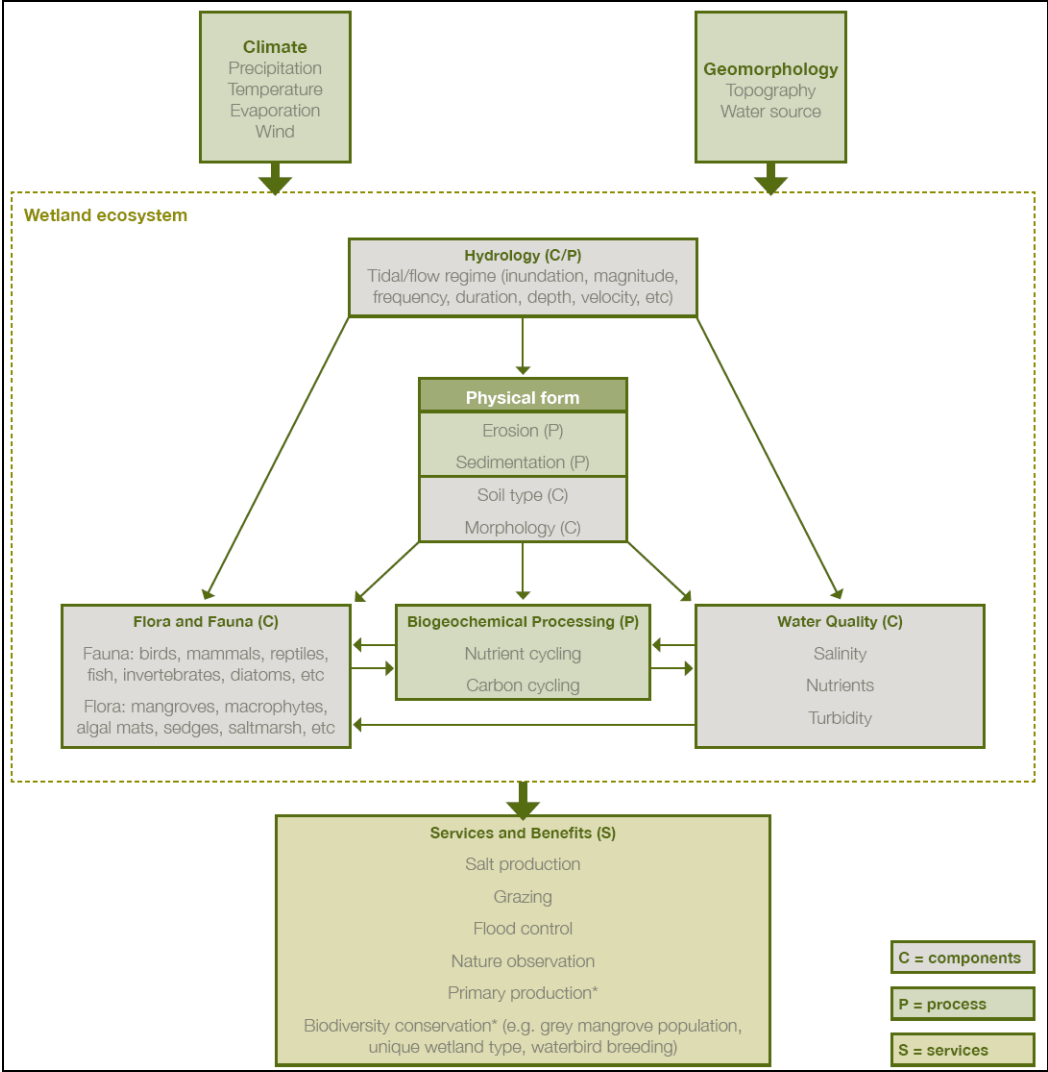 Climate
Precipitation
Temperature
Evaporation
Wind
Geomorphology
Topography
Water source
Wetland ecosystem
Hydrology (C/P)
Tidal/flow regime (inundation, magnitude,
frequency, duration, depth, velocity, etc)
Physical form
Erosion (P)
Sedimentation (P)
Soil type (C)
Morphology (C)
Flora and Fauna (C)
Fauna: birds, mammals, reptiles,
fish, invertebrates, diatoms, etc
Flora: mangroves, macrophytes,
algal mats, sedges, saltmarsh, etc
Biogeochemical Processing (P)
Nutrient cycling
Carbon cycling
Water Quality (C)
Salinity
Nutrients
Turbidity
Services and Benefits (S)
Salt production
Grazing
Flood control
Nature observation
Primary production*
Biodiversity conservation* (e.g. grey mangrove population,
unique wetland type, waterbird breeding)
C = components
P = process
S = services